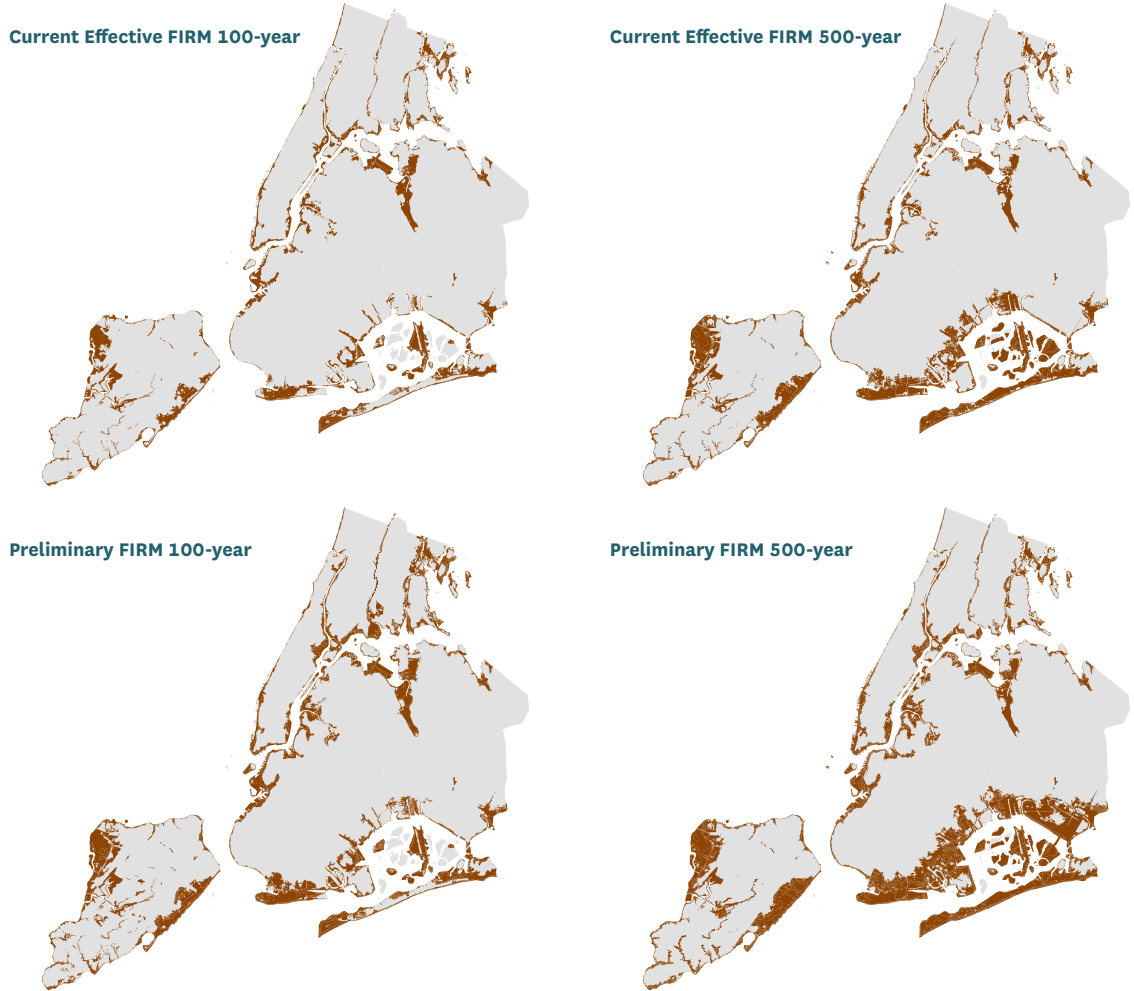 Current Effective FIRM 100-year
Current Effective FIRM 500-year
Preliminary FIRM 100-year
Preliminary FIRM 500-year